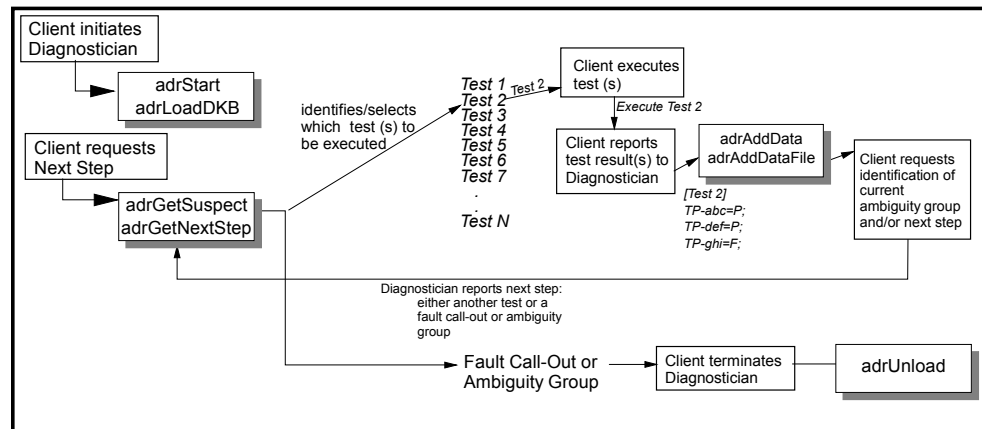 Client initiates
Diagnostician
adrStart
adrLoadDKB
Client requests
Next Step
adrGetSuspect
adrGetNextStep
identifies/selects
which test (s) to
be executed
Test 1
Test 2
Test 3
Test 4
Test 5
Test 6
Test 7
.
.
Test N
Test 2
Client executes
test (s)
Execute Test 2
Client reports
test result(s) to
Diagnostician
adrAddData
adrAddDataFile
[Test 2]
TP-abc=P;
TP-def=P;
TP-ghi=F;
Client requests
identification of
current
ambiguity group
and/or next step
Diagnostician reports next step:
either another test or a
fault call-out or ambiguity
group
Fault Call-Out or
Ambiguity Group
Client terminates
Diagnostician
adrUnload